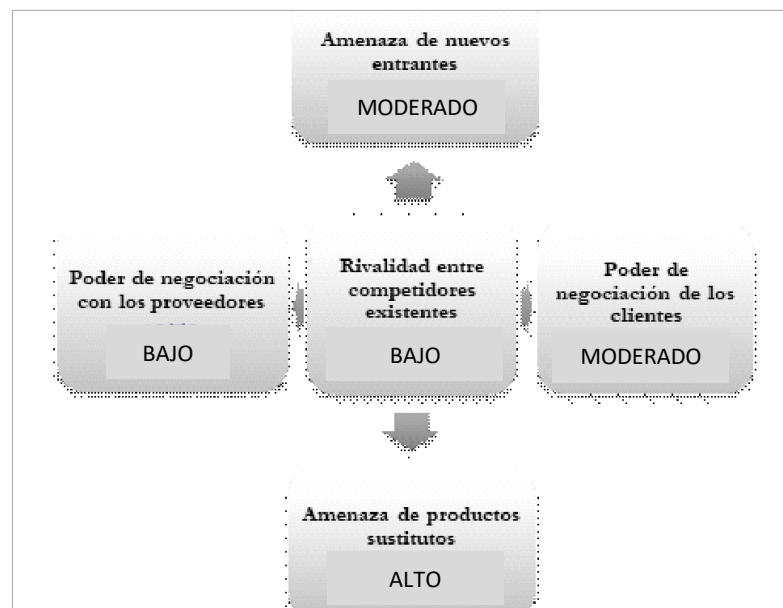 Amenaza de nuevos
entrantes
MODERADO
Poder de negociación
con los proveedores
BAJO
Rivalidad entre
competidores
existentes
BAJO
Poder de
negociación de los
clientes
MODERADO
Amenaza de productos
sustitutos
ALTO